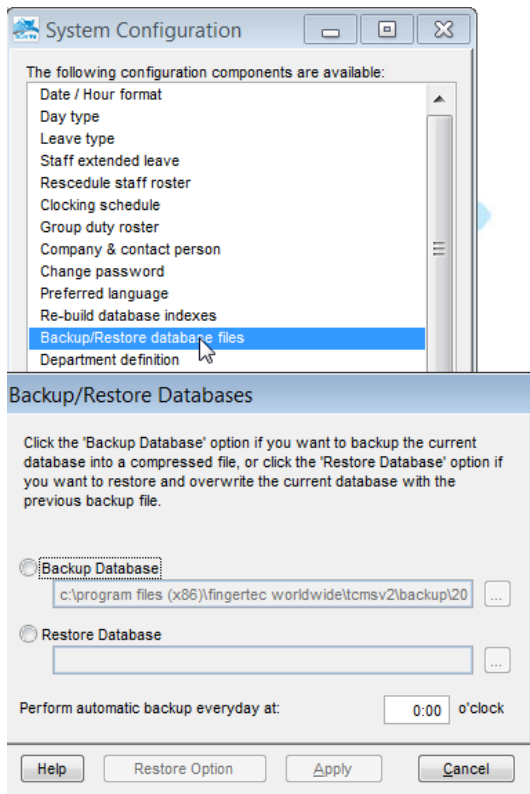 System Configuration
The following configuration components are available:
Date / Hour format
Day type
Leave type
Staff extended leave
Rescedule staff roster
Clocking schedule
Group duty roster
Company & contact person
Change password
Preferred language
Re-build database indexes
Backup/Restore database files
Department definition
Backup/Restore Databases
Click the 'Backup Database' option if you want to backup the current
database into a compressed file, or click the 'Restore Database' option if
you want to restore and overwrite the current database with the
previous backup file.
Backup Database
c:\program files (x86)\fingertec worldwide\tcmsv2\backup\20
...
Restore Database
...
Perform automatic backup everyday at: 0:00 o'clock
Help Restore Option Apply Cancel